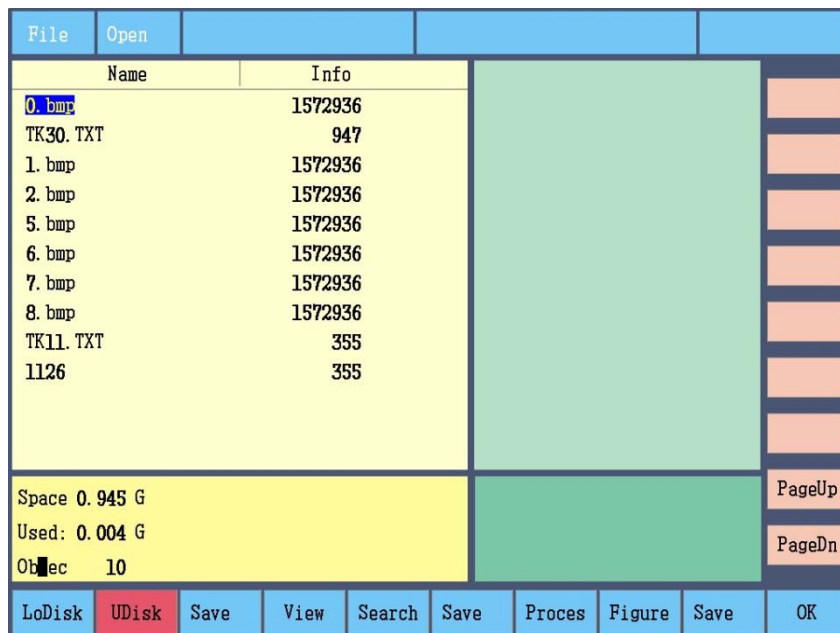 File Open
Name Info
0.bmp 1572936
TK30.TXT 947
1.bmp 1572936
2.bmp 1572936
5.bmp 1572936
6.bmp 1572936
7.bmp 1572936
8.bmp 1572936
TK11.TXT 355
1126 355
Space 0.945 G
Used: 0.004 G
Ob ec 10
PageUp
PageDn
LoDisk UDisk Save View Search Save Proces Figure Save OK